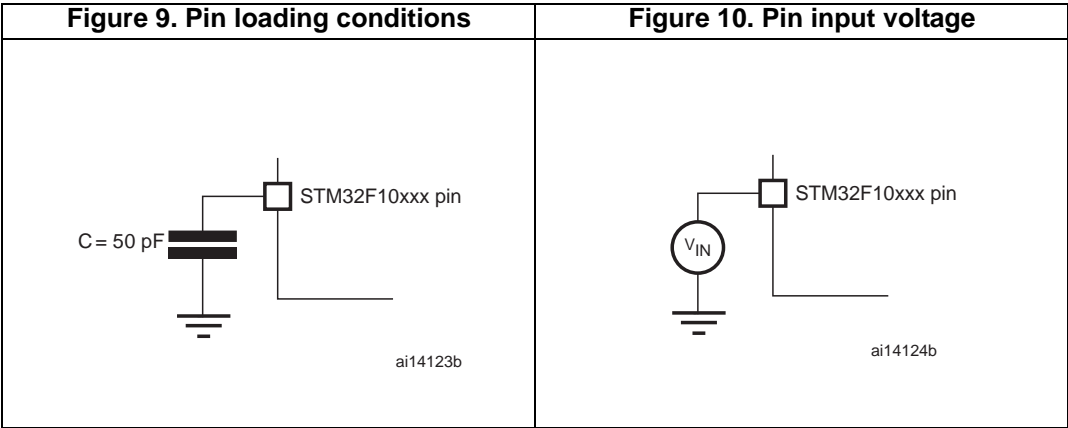 Figure 9. Pin loading conditions
Figure 10. Pin input voltage
STM32F10xxx pin
C = 50 pF
ai14123b
STM32F10xxx pin
VIN
ai14124b